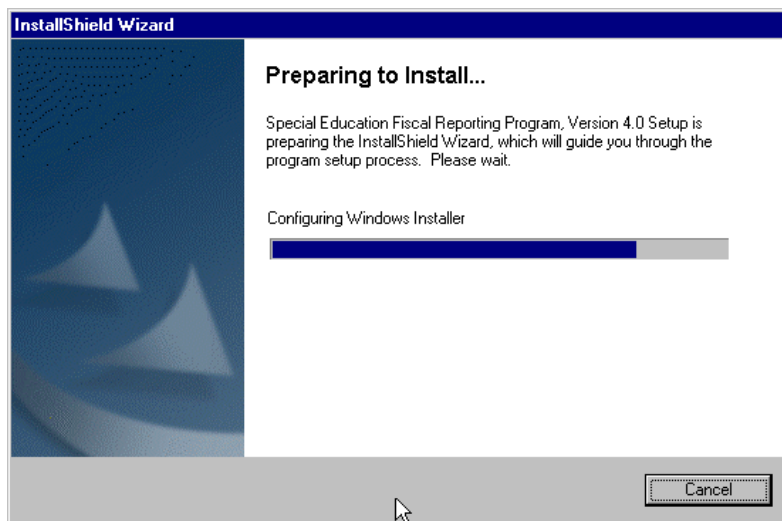 InstallShield Wizard
Preparing to Install...
Special Education Fiscal Reporting Program, Version 4.0 Setup is
preparing the InstallShield Wizard, which will guide you through the
program setup process. Please wait.
Configuring Windows Installer
Cancel